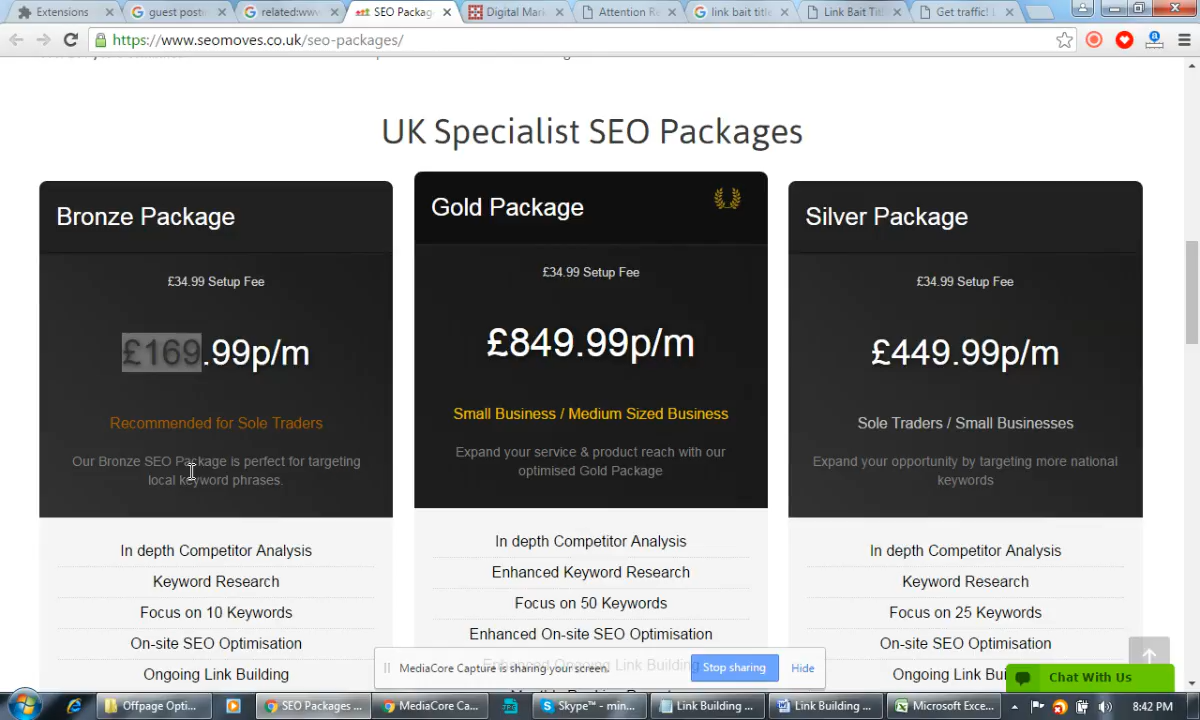 Extensions
guest post
related:ww
SEO Packag
Digital Mar
Attention R
link bait title
Link Bait Tit
Get traffic!
https://www.seomoves.co.uk/seo-packages/
UK Specialist SEO Packages
Bronze Package
£34.99 Setup Fee
£169.99p/m
Recommended for Sole Traders
Our Bronze SEO Package is perfect for targeting
local keyword phrases.
In depth Competitor Analysis
Keyword Research
Focus on 10 Keywords
On-site SEO Optimisation
Ongoing Link Building
Gold Package
£34.99 Setup Fee
£849.99p/m
Small Business / Medium Sized Business
Expand your service & product reach with our
optimised Gold Package
In depth Competitor Analysis
Enhanced Keyword Research
Focus on 50 Keywords
Enhanced On-site SEO Optimisation
Enhanced Ongoing Link Building
Silver Package
£34.99 Setup Fee
£449.99p/m
Sole Traders / Small Businesses
Expand your opportunity by targeting more national
keywords
In depth Competitor Analysis
Keyword Research
Focus on 25 Keywords
On-site SEO Optimisation
Ongoing Link Bui
MediaCore Capture is sharing your screen.
Stop sharing
Hide
Chat With Us
Offpage Opti...
SEO Packages ...
MediaCore Ca...
Skype™ - min...
Link Building ...
Link Building ...
Microsoft Exce...
8:42 PM